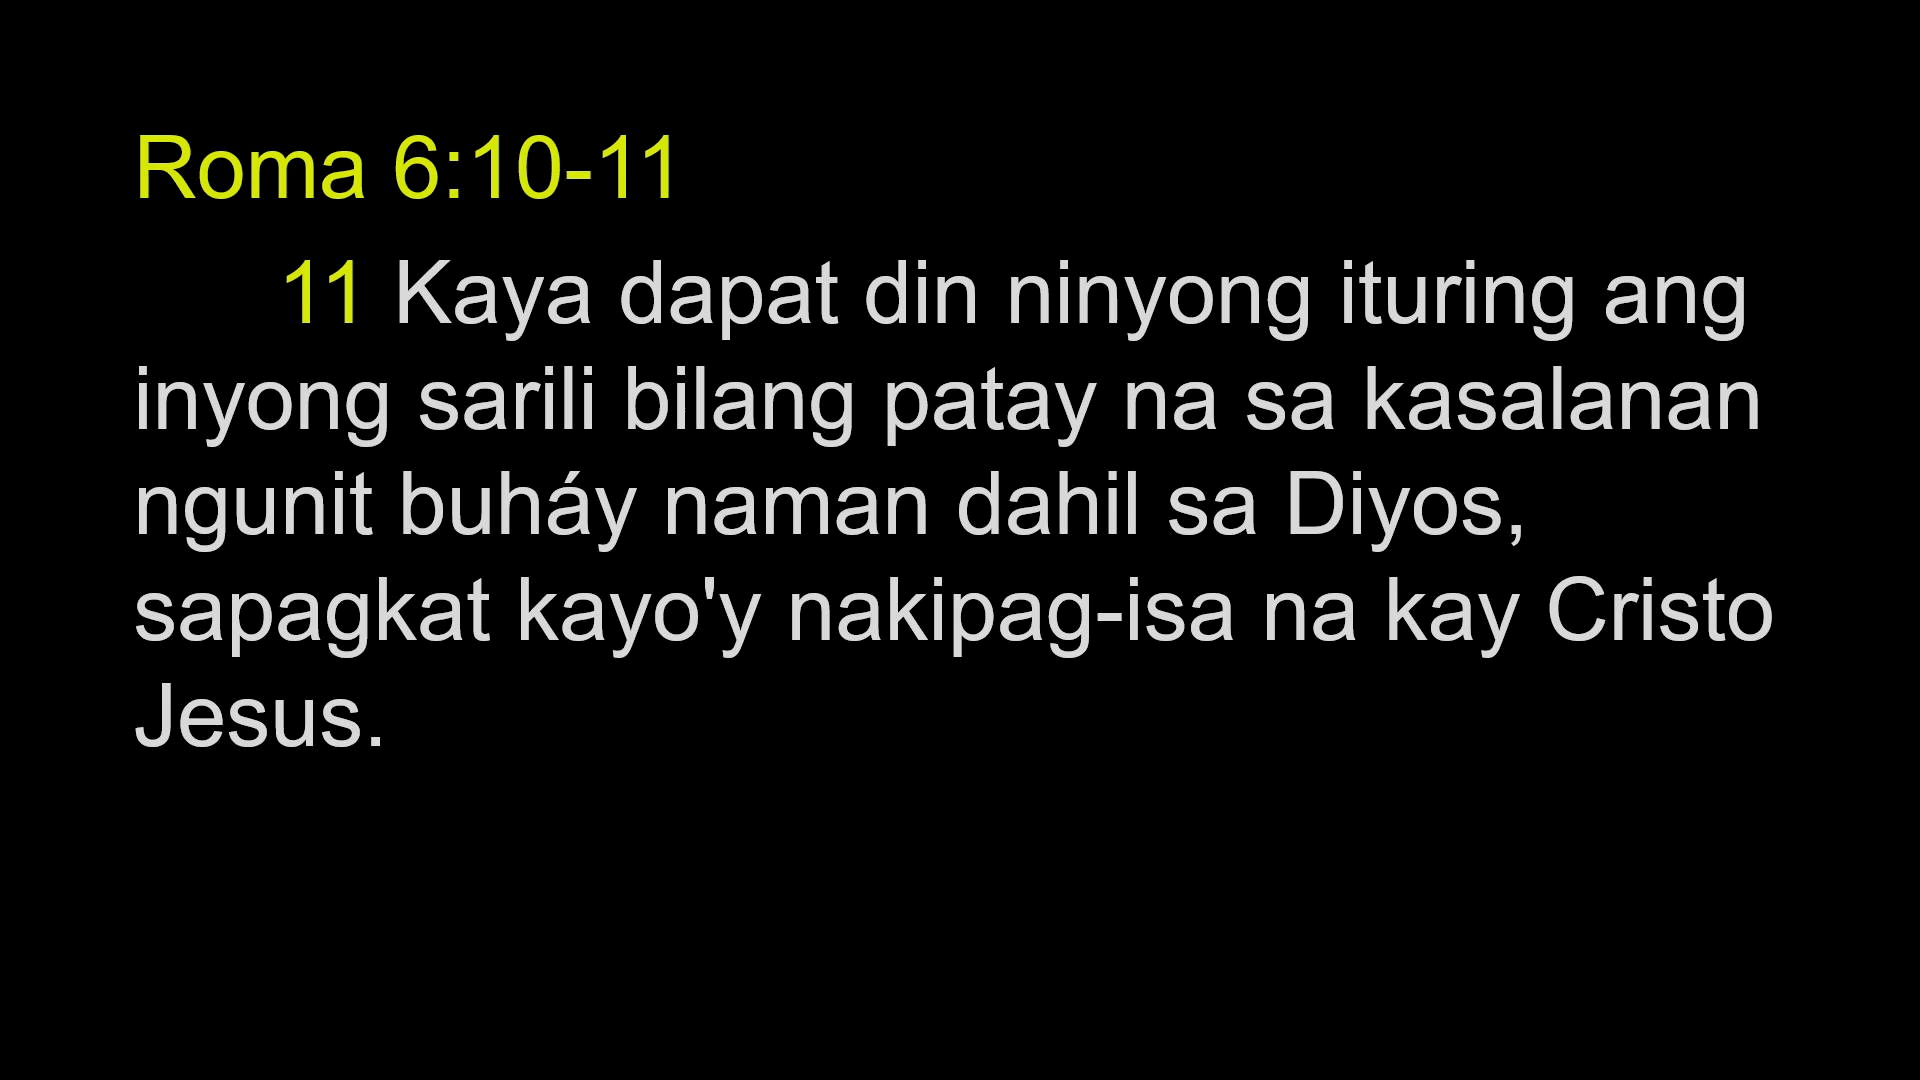 Roma 6:10-11
11 Kaya dapat din ninyong ituring ang
inyong sarili bilang patay na sa kasalanan
ngunit buháy naman dahil sa Diyos,
sapagkat kayo'y nakipag-isa na kay Cristo
Jesus.